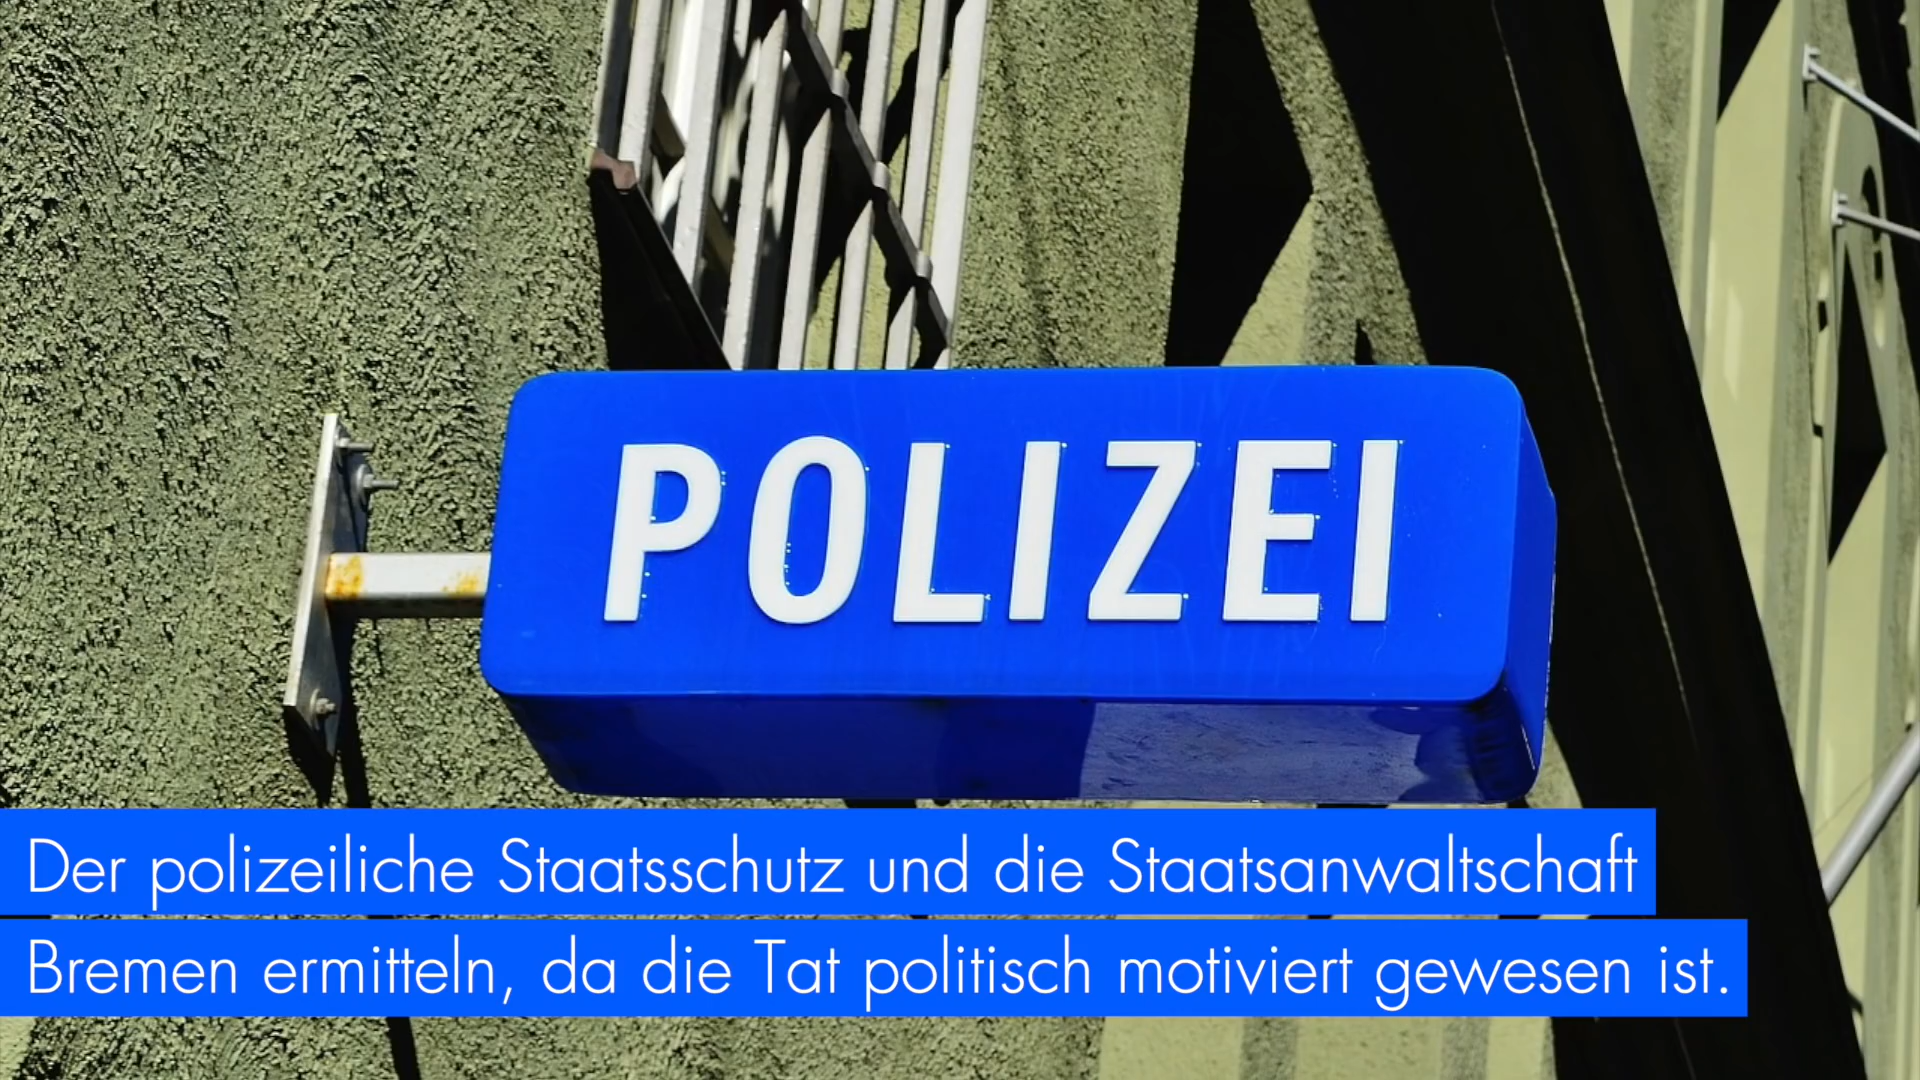 POLIZEI
Der polizeiliche Staatsschutz und die Staatsanwaltschaft
Bremen ermitteln, da die Tat politisch motiviert gewesen ist.